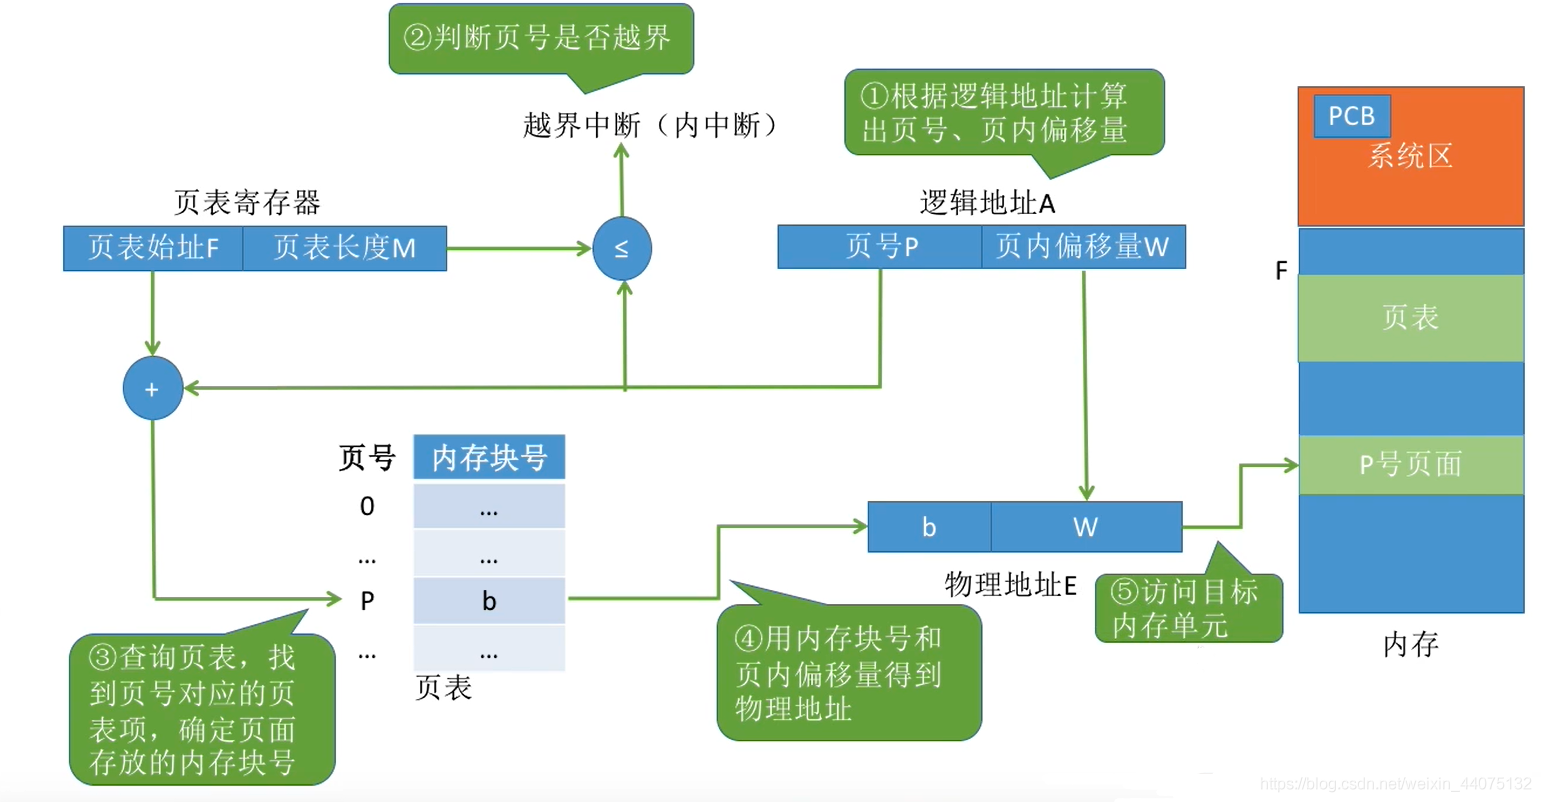 ②判断页号是否越界
越界中断（内中断）
①根据逻辑地址计算
出页号、页内偏移量
PCB
系统区
页表寄存器
逻辑地址A
页表始址F
页表长度M
≤
页号P
页内偏移量W
F
页表
+
页号
内存块号
0
...
...
...
P
b
...
...
P号页面
b
W
物理地址E
内存
页表
③查询页表，找
到页号对应的页
表项，确定页面
存放的内存块号
④用内存块号和
页内偏移量得到
物理地址
⑤访问目标
内存单元
https://blog.csdn.net/weixin_44075132